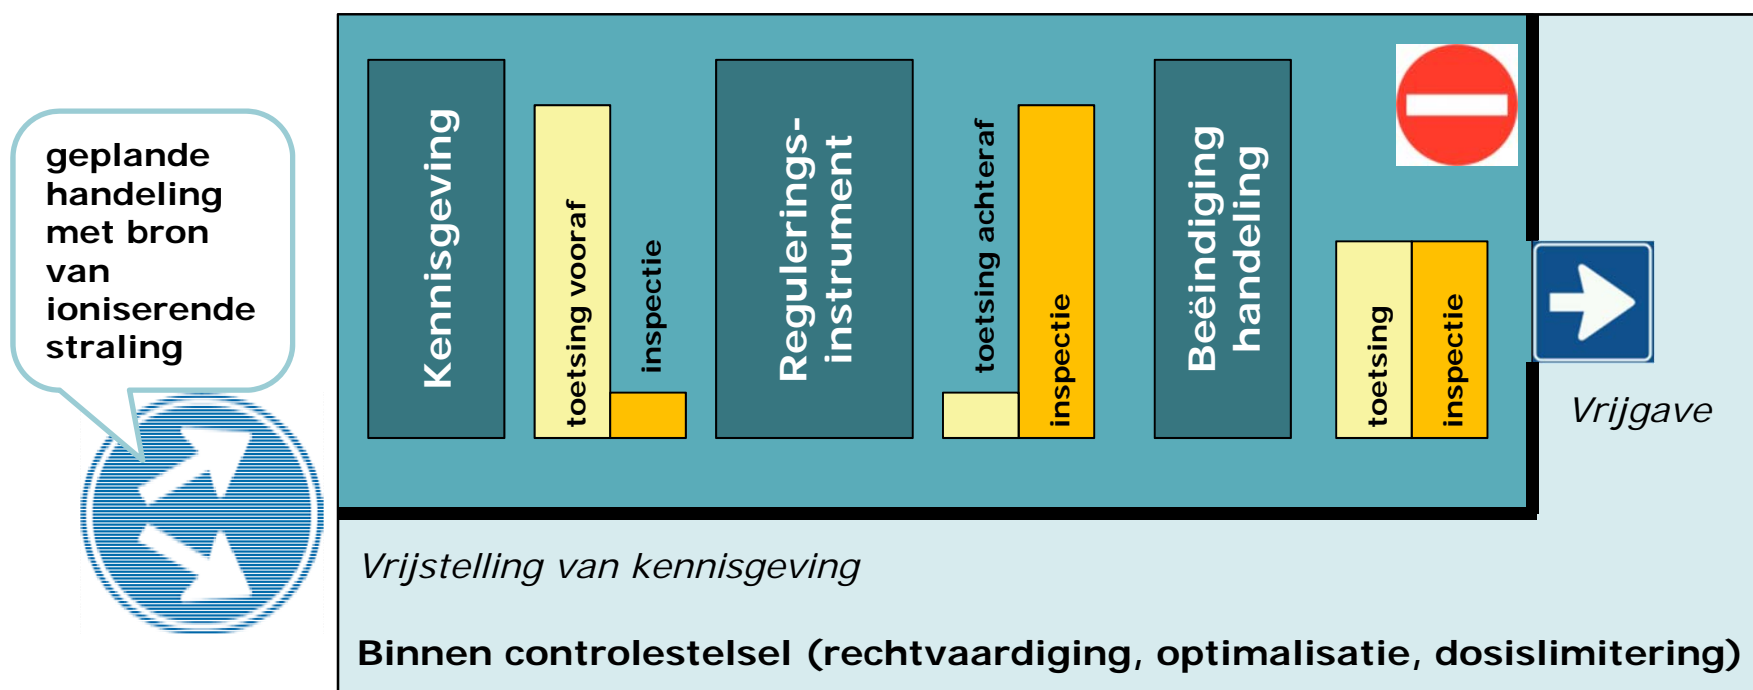 geplande
handeling
met bron
van
ioniserende
straling
Kennisgeving
toetsing vooraf
inspectie
Regulerings-
instrument
toetsing achteraf
inspectie
Beëindiging
handeling
toetsing
inspectie
Vrijgave
Vrijstelling van kennisgeving
Binnen controlestelsel (rechtvaardiging, optimalisatie, dosislimitering)